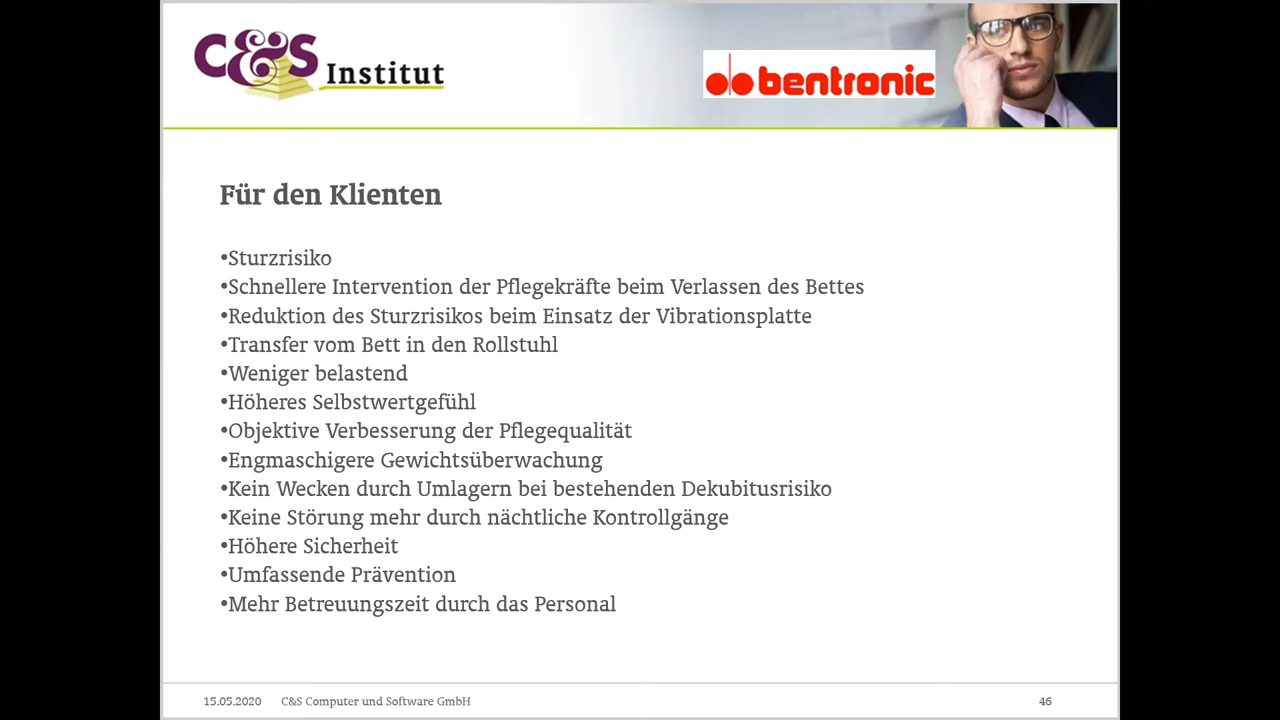 C&S Institut
bentronic
Für den Klienten
•Sturzrisiko
•Schnellere Intervention der Pflegekräfte beim Verlassen des Bettes
•Reduktion des Sturzrisikos beim Einsatz der Vibrationsplatte
•Transfer vom Bett in den Rollstuhl
•Weniger belastend
•Höheres Selbstwertgefühl
•Objektive Verbesserung der Pflegequalität
•Engmaschigere Gewichtsüberwachung
•Kein Wecken durch Umlagern bei bestehenden Dekubitusrisiko
•Keine Störung mehr durch nächtliche Kontrollgänge
•Höhere Sicherheit
•Umfassende Prävention
•Mehr Betreuungszeit durch das Personal
15.05.2020 C&S Computer und Software GmbH 46